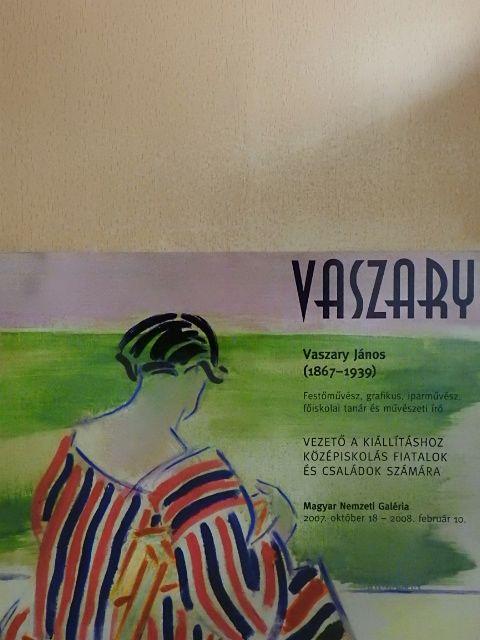 VASZARY
Vaszary János
(1867–1939)
Festőművész, grafikus, iparművész,
főiskolai tanár és művészeti író
VEZETŐ A KIÁLLÍTÁSHOZ
KÖZÉPISKOLÁS FIATALOK
ÉS CSALÁDOK SZÁMÁRA
Magyar Nemzeti Galéria
2007. október 18 – 2008. február 10.